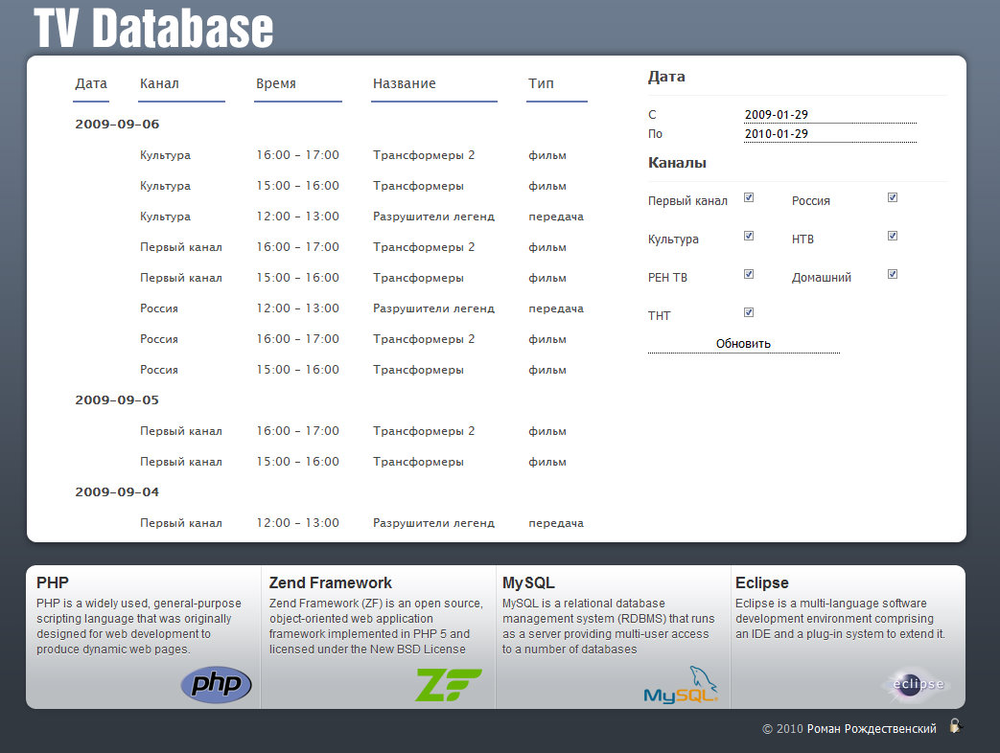 TV Database
Дата Канал Время Название Тип
2009-09-06
Культура 16:00 - 17:00 Трансформеры 2 фильм
Культура 15:00 - 16:00 Трансформеры фильм
Культура 12:00 - 13:00 Разрушители легенд передача
Первый канал 16:00 - 17:00 Трансформеры 2 фильм
Первый канал 15:00 - 16:00 Трансформеры фильм
Россия 12:00 - 13:00 Разрушители легенд передача
Россия 16:00 - 17:00 Трансформеры 2 фильм
Россия 15:00 - 16:00 Трансформеры фильм
2009-09-05
Первый канал 16:00 - 17:00 Трансформеры 2 фильм
Первый канал 15:00 - 16:00 Трансформеры фильм
2009-09-04
Первый канал 12:00 - 13:00 Разрушители легенд передача
Дата
С 2009-01-29
По 2010-01-29
Каналы
Первый канал Россия
Культура НТВ
РЕН ТВ Домашний
ТНТ
Обновить
PHP
PHP is a widely used, general-purpose
scripting language that was originally
designed for web development to
produce dynamic web pages.
php
Zend Framework
Zend Framework (ZF) is an open source,
object-oriented web application
framework implemented in PHP 5 and
licensed under the New BSD License
ZF
MySQL
MySQL is a relational database
management system (RDBMS) that runs
as a server providing multi-user access
to a number of databases
MySQL
Eclipse
Eclipse is a multi-language software
development environment comprising
an IDE and a plug-in system to extend it.
eclipse
© 2010 Роман Рождественский